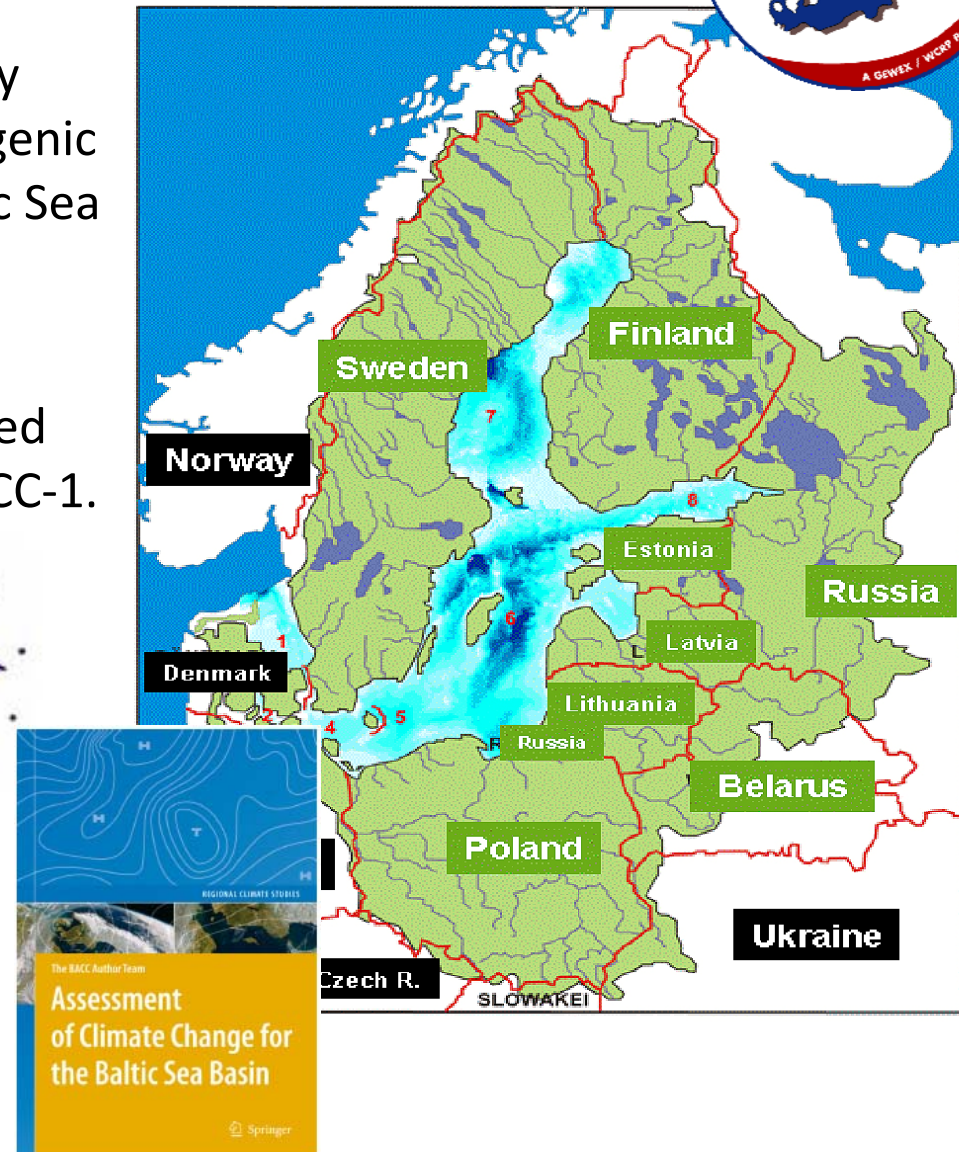 A GEWEX / WCRP
y
genic
c Sea
ed
CC-1.
Finland
Sweden
7
Norway
8
Estonia
Russia
6
1
Latvia
L
Denmark
Lithuania
2
4
5
R
Russia
Belarus
Poland
H
H
T
H
REGIONAL CLIMATE STUDIES
Ukraine
The BACC Author Team
Assessment
of Climate Change for
the Baltic Sea Basin
Springer
Czech R.
SLOWAKEI